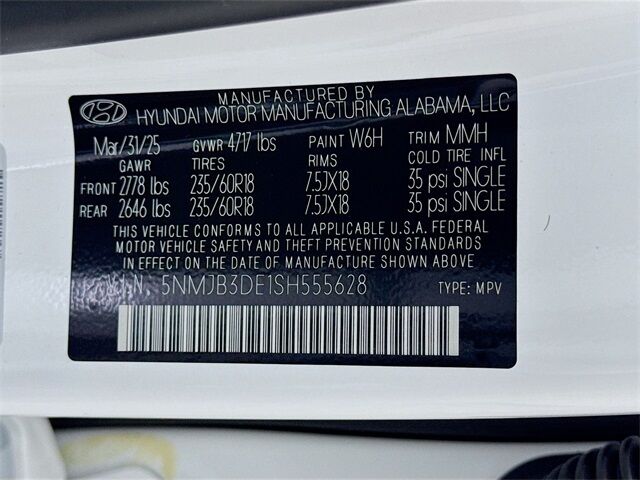 MANUFACTURED BY
HYUNDAI MOTOR MANUFACTURING ALABAMA, LLC
Mar/31/25 GVWR 4717 lbs PAINT W6H TRIM MMH
GAWR TIRES RIMS COLD TIRE INFL
FRONT 2778 lbs 235/60R18 7.5JX18 35 psi SINGLE
REAR 2646 lbs 235/60R18 7.5JX18 35 psi SINGLE
THIS VEHICLE CONFORMS TO ALL APPLICABLE U.S.A. FEDERAL
MOTOR VEHICLE SAFETY AND THEFT PREVENTION STANDARDS
IN EFFECT ON THE DATE OF MANUFACTURE SHOWN ABOVE.
V.I.N. 5NMJB3DE1SH555628 TYPE: MPV